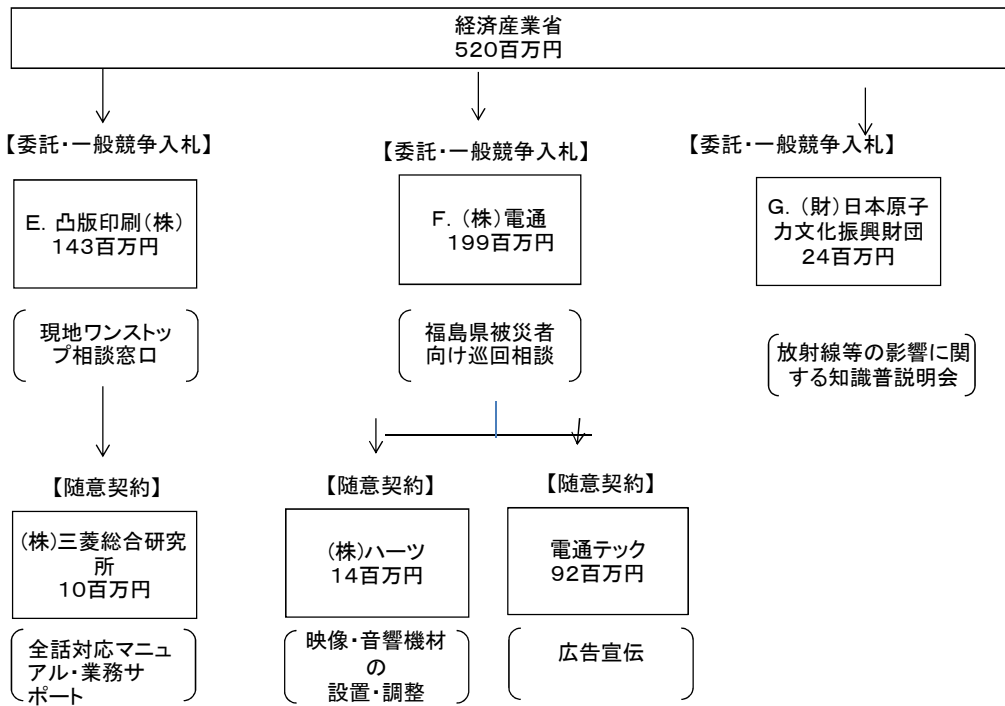 経済産業省
520百万円
【委託・一般競争入札】
【委託・一般競争入札】
【委託・一般競争入札】
E. 凸版印刷(株)
143百万円
F. (株)電通
199百万円
G. (財)日本原子
力文化振興財団
24百万円
現地ワンストッ
プ相談窓口
福島県被災者
向け巡回相談
放射線等の影響に関
する知識普説明会
【随意契約】
【随意契約】
【随意契約】
(株)三菱総合研究
所
10百万円
(株)ハーツ
14百万円
電通テック
92百万円
全話対応マニュ
アル・業務サ
ポート
映像・音響機材
の
設置・調整
広告宣伝